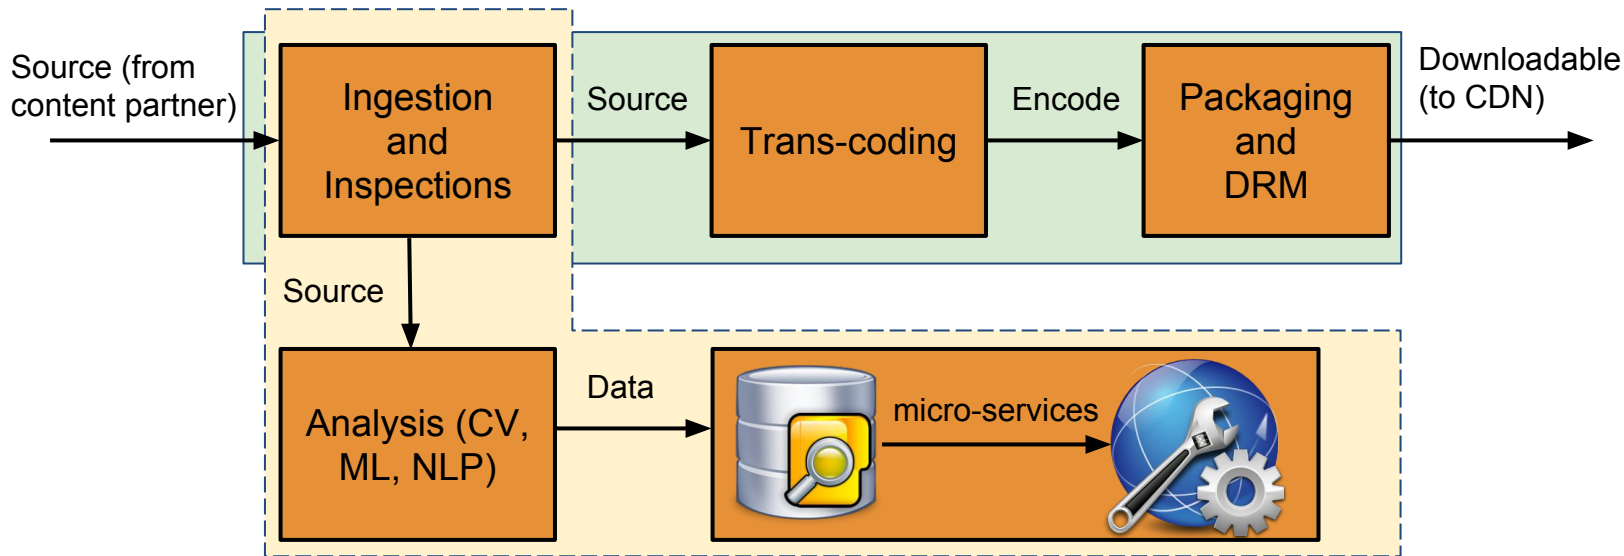 Source (from
content partner)
Ingestion
and
Inspections
Source
Trans-coding
Encode
Packaging
and
DRM
Downloadable
(to CDN)
Source
Analysis (CV,
ML, NLP)
Data
micro-services